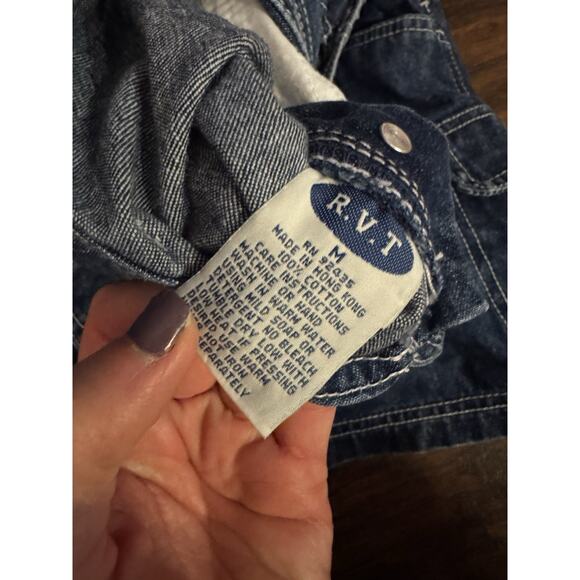 R.V.T
M
RN 92035
MADE IN HONG KONG
100% COTTON
CARE INSTRUCTIONS
MACHINE OR HAND
WASH IN WARM WATER
USING MILD SOAP OR
DETERGENT NO BLEACH
TUMBLE DRY LOW WITH
LOW HEAT IF PRESSING
DESIRED USE WARM
IRON